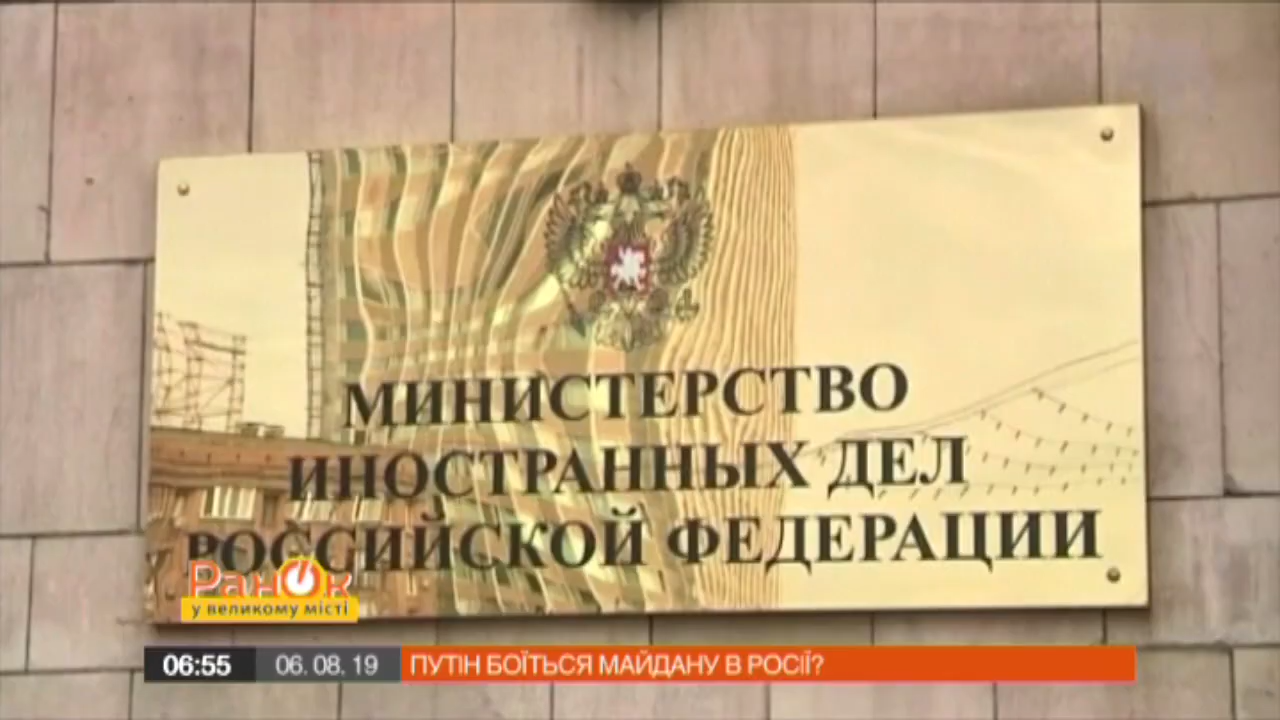 МИНИСТЕРСТВО
ИНОСТРАННЫХ ДЕЛ
РОССИЙСКОЙ ФЕДЕРАЦИИ
Ранок
у великому місті
06:55 06. 08. 19 ПУТІН БОЇТЬСЯ МАЙДАНУ В РОСІЇ?